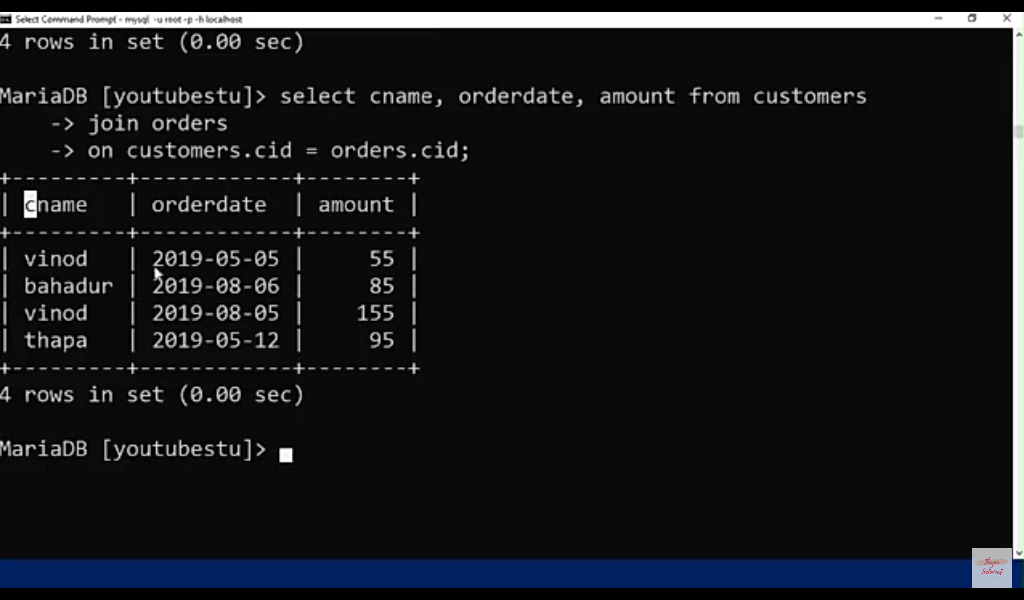 Select Command Prompt - mysql -u root -p -h localhost
4 rows in set (0.00 sec)
MariaDB [youtubestu]> select cname, orderdate, amount from customers
    -> join orders
    -> on customers.cid = orders.cid;
+---------+------------+--------+
| cname   | orderdate  | amount |
+---------+------------+--------+
| vinod   | 2019-05-05 |     55 |
| bahadur | 2019-08-06 |     85 |
| vinod   | 2019-08-05 |    155 |
| thapa   | 2019-05-12 |     95 |
+---------+------------+--------+
4 rows in set (0.00 sec)
MariaDB [youtubestu]>